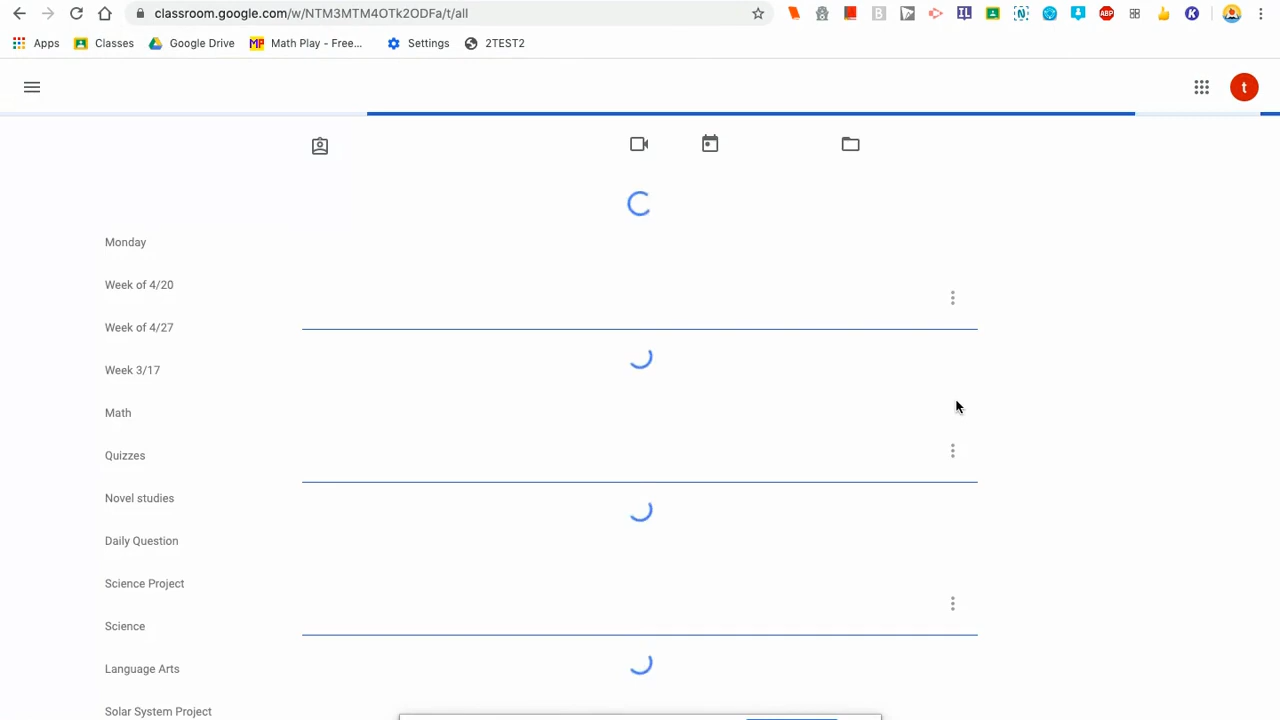 classroom.google.com/w/NTM3MTM4OTk2ODFa/t/all
Apps Classes Google Drive Math Play - Free... Settings 2TEST2
t
Monday
Week of 4/20
Week of 4/27
Week 3/17
Math
Quizzes
Novel studies
Daily Question
Science Project
Science
Language Arts
Solar System Project